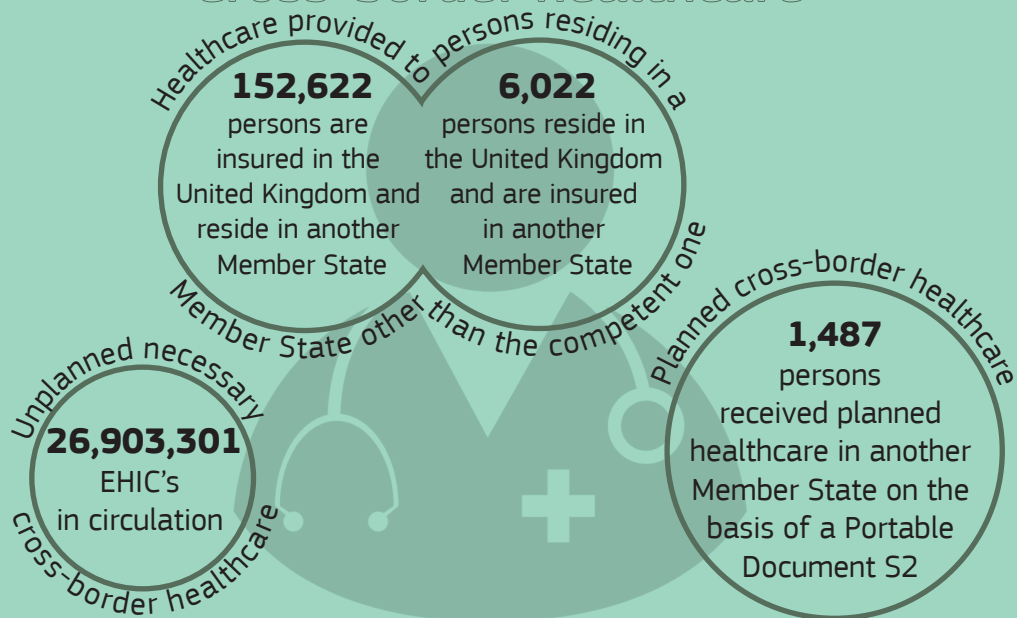 cross-border healthcare
Healthcare provided to persons residing in a
Member State other than the competent one
152,622
persons are
insured in the
United Kingdom and
reside in another
Member State
6,022
persons reside in
the United Kingdom
and are insured
in another
Member State
Unplanned necessary
cross-border healthcare
26,903,301
EHIC's
in circulation
Planned cross-border healthcare
1,487
persons
received planned
healthcare in another
Member State on the
basis of a Portable
Document S2